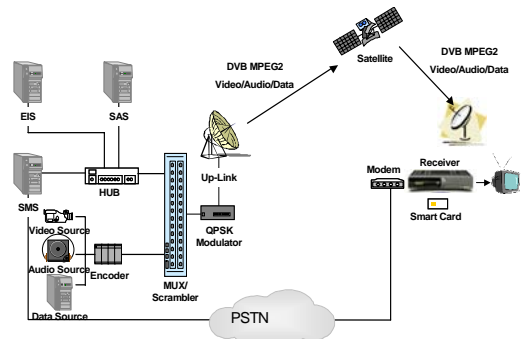 DVB MPEG2
Video/Audio/Data
Satellite
DVB MPEG2
Video/Audio/Data
EIS
SAS
SMS
HUB
Up-Link
Modem
Receiver
Smart Card
Video Source
QPSK
Modulator
Audio Source
Encoder
MUX/
Scrambler
Data Source
PSTN